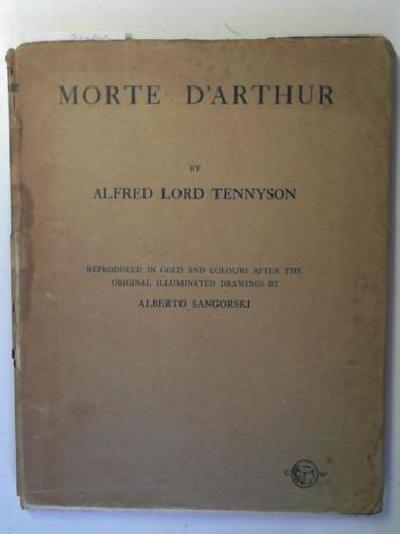 MORTE D'ARTHUR
BY
ALFRED LORD TENNYSON
REPRODUCED IN GOLD AND COLOURS AFTER THE
ORIGINAL ILLUMINATED DRAWINGS BY
ALBERTO SANGORSKI